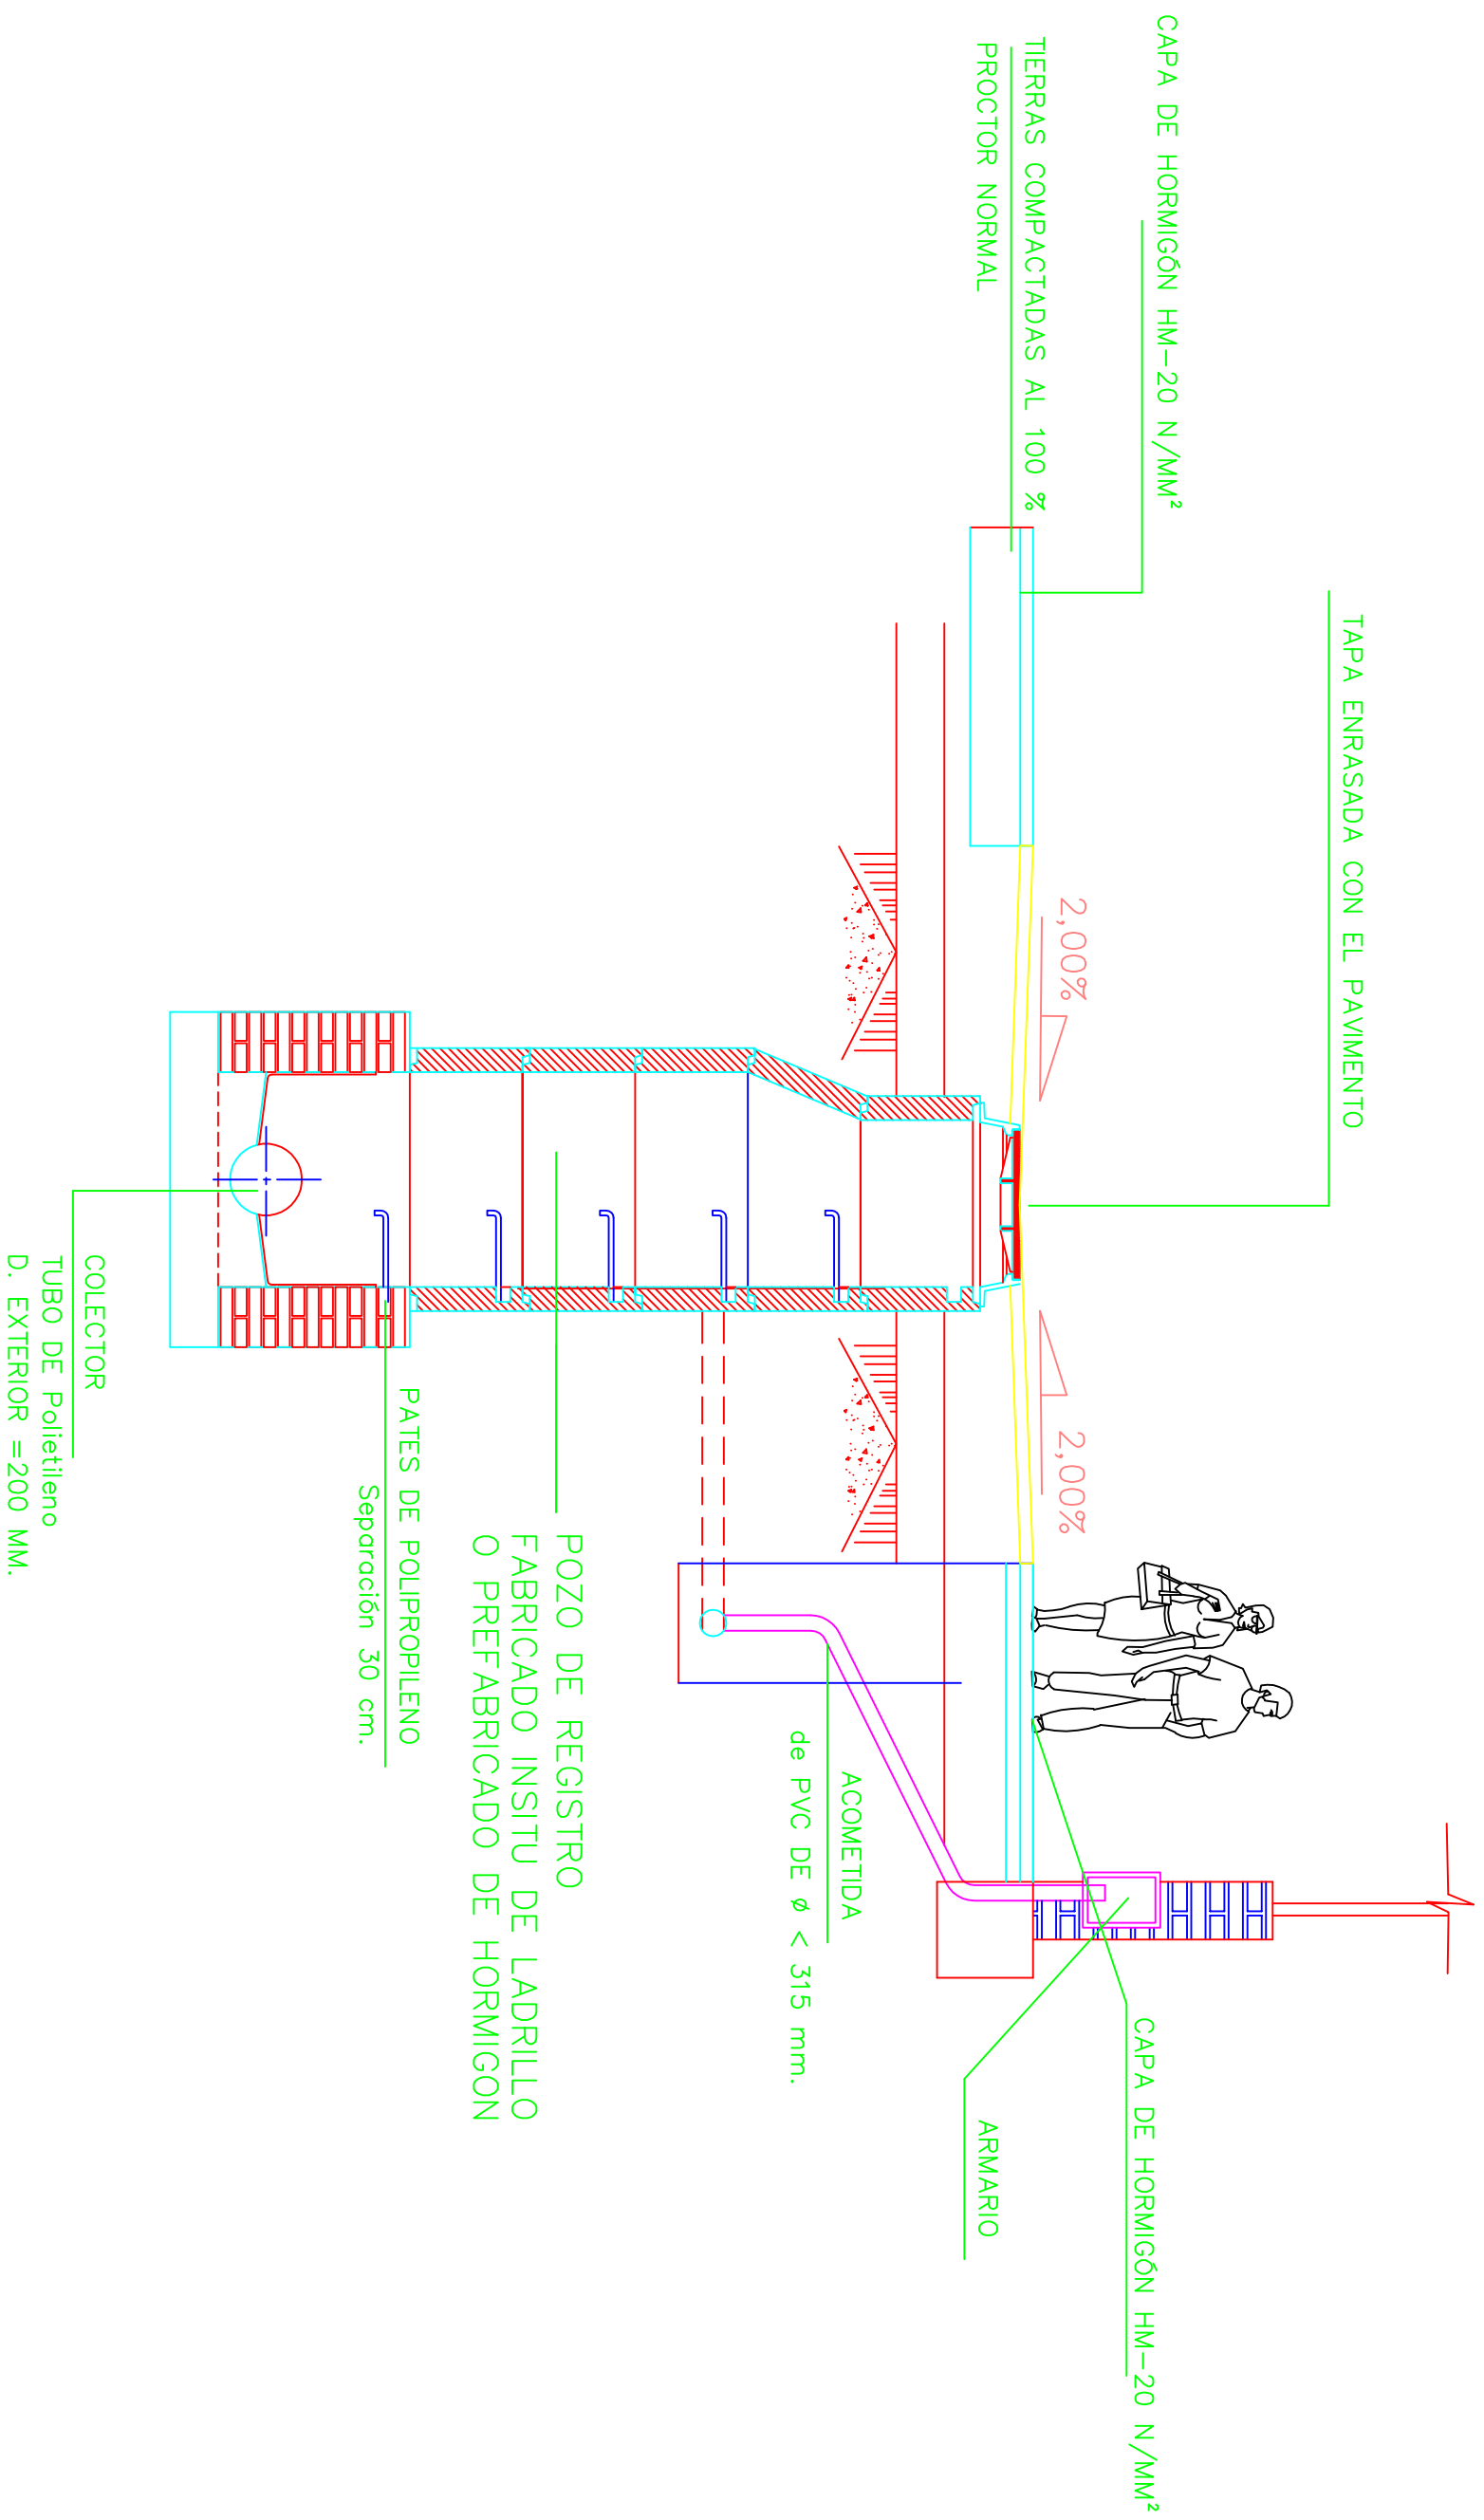 TAPA ENRASADA CON EL PAVIMENTO
CAPA DE HORMIGÓN HM-20 N/MM²
TIERRAS COMPACTADAS AL 100 %
PROCTOR NORMAL
2,00%
2,00%
CAPA DE HORMIGÓN HM-20 N/MM²
ARMARIO
ACOMETIDA
de PVC DE ø < 315 mm.
POZO DE REGISTRO
FABRICADO INSITU DE LADRILLO
O PREFABRICADO DE HORMIGON
PATES DE POLIPROPILENO
Separación 30 cm.
COLECTOR
TUBO DE Polietileno
D. EXTERIOR =200 MM.